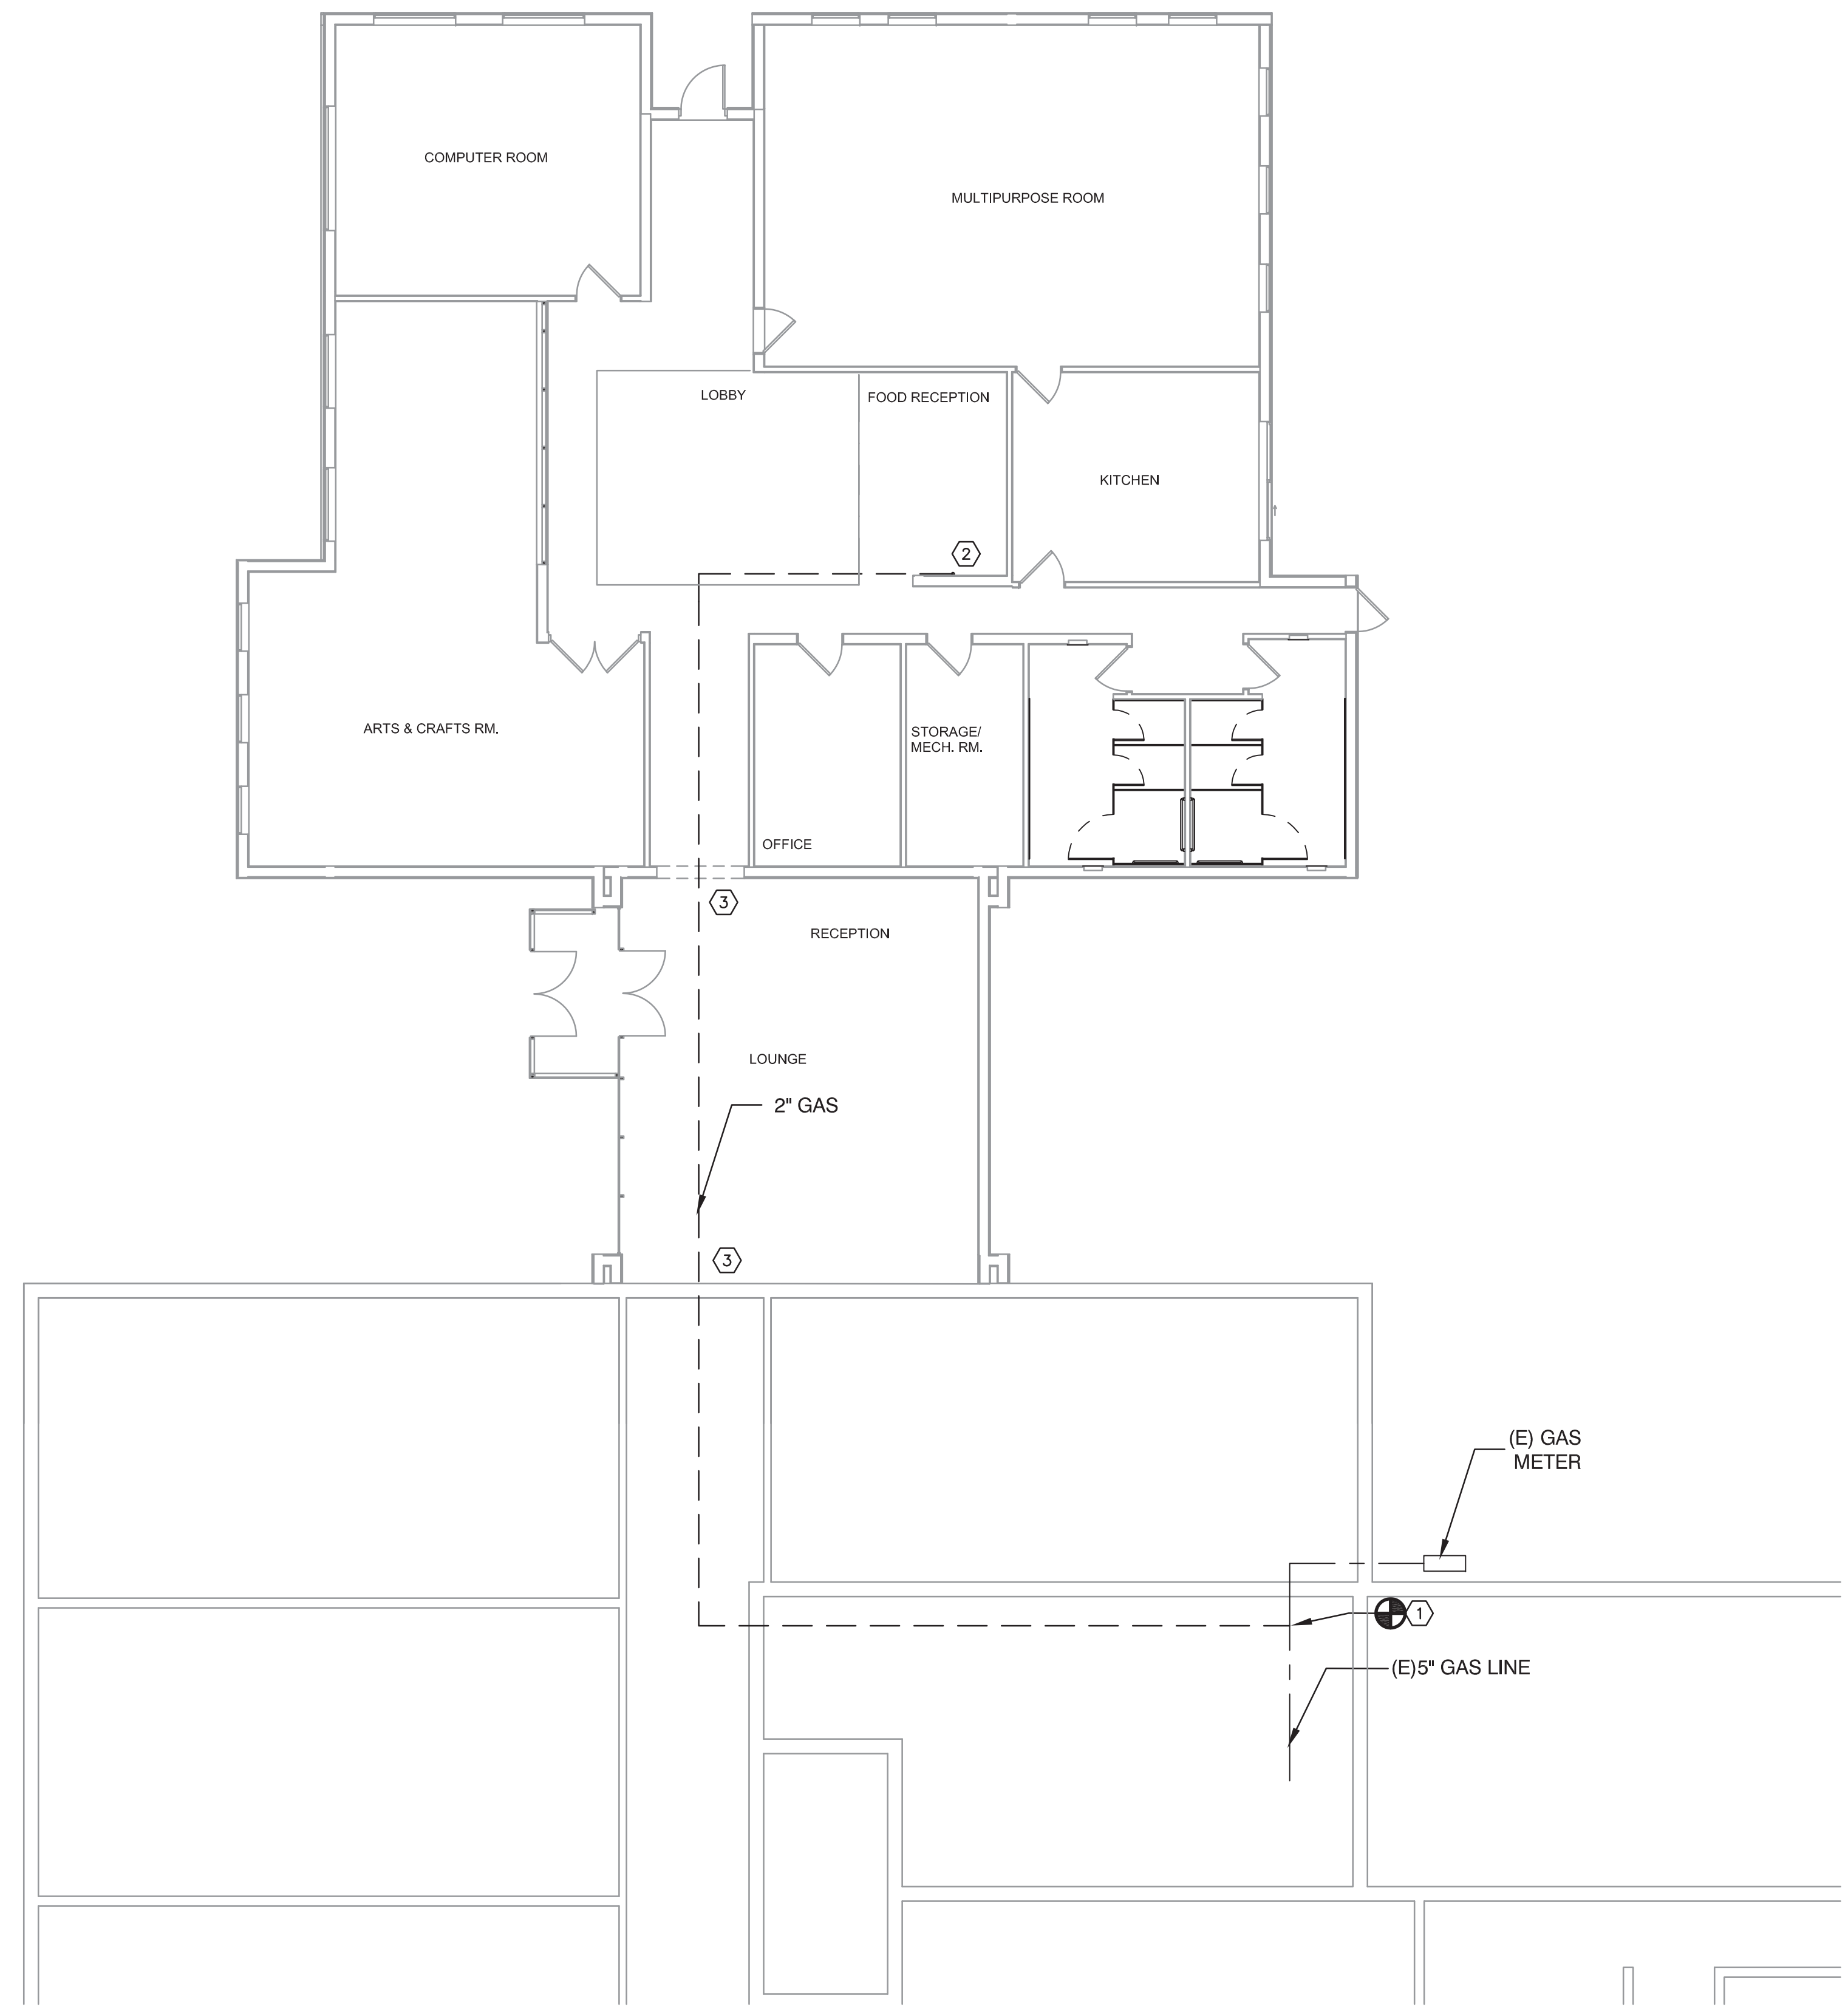 COMPUTER ROOM
MULTIPURPOSE ROOM
LOBBY
FOOD RECEPTION
KITCHEN
2
ARTS & CRAFTS RM.
STORAGE/
MECH. RM.
OFFICE
3
RECEPTION
LOUNGE
2" GAS
3
(E) GAS
METER
1
(E)5" GAS LINE